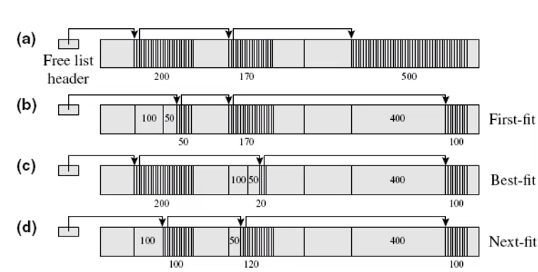 (a)
Free list
header
200 170 500
(b)
100 50 400 First-fit
50 170 100
(c)
100 50 400 Best-fit
200 20 100
(d)
100 50 400 Next-fit
100 120 100